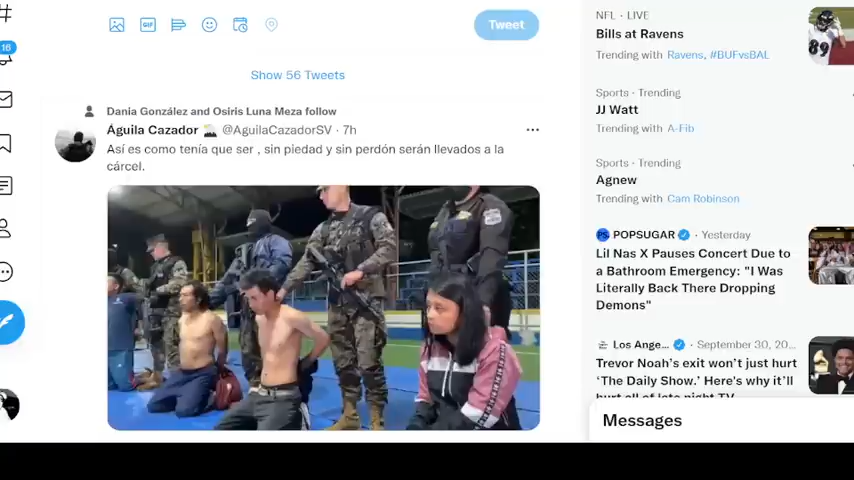 16
GIF
Tweet
Show 56 Tweets
Dania González and Osiris Luna Meza follow
Águila Cazador @AguilaCazadorSV · 7h
Así es como tenía que ser , sin piedad y sin perdón serán llevados a la
cárcel.
NFL · LIVE
Bills at Ravens
Trending with Ravens, #BUFvsBAL
89
Sports · Trending
JJ Watt
Trending with A-Fib
Sports · Trending
Agnew
Trending with Cam Robinson
PS POPSUGAR · Yesterday
Lil Nas X Pauses Concert Due to
a Bathroom Emergency: "I Was
Literally Back There Dropping
Demons"
Los Ange... · September 30, 20...
Trevor Noah's exit won't just hurt
'The Daily Show.' Here's why it'll
hurt all of late night TV
Messages